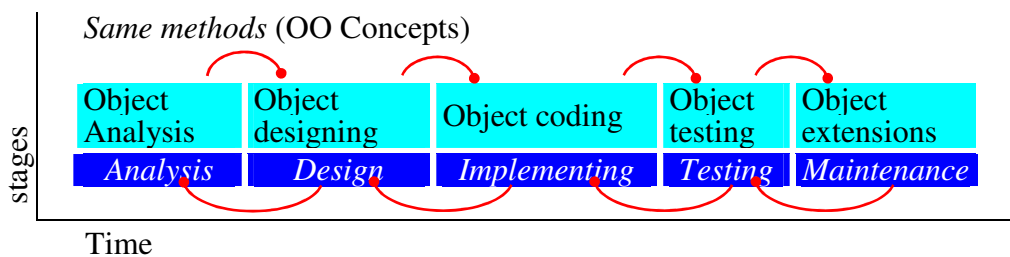 Same methods (OO Concepts)
Object Analysis
Object designing
Object coding
Object testing
Object extensions
Analysis
Design
Implementing
Testing
Maintenance
stages
Time